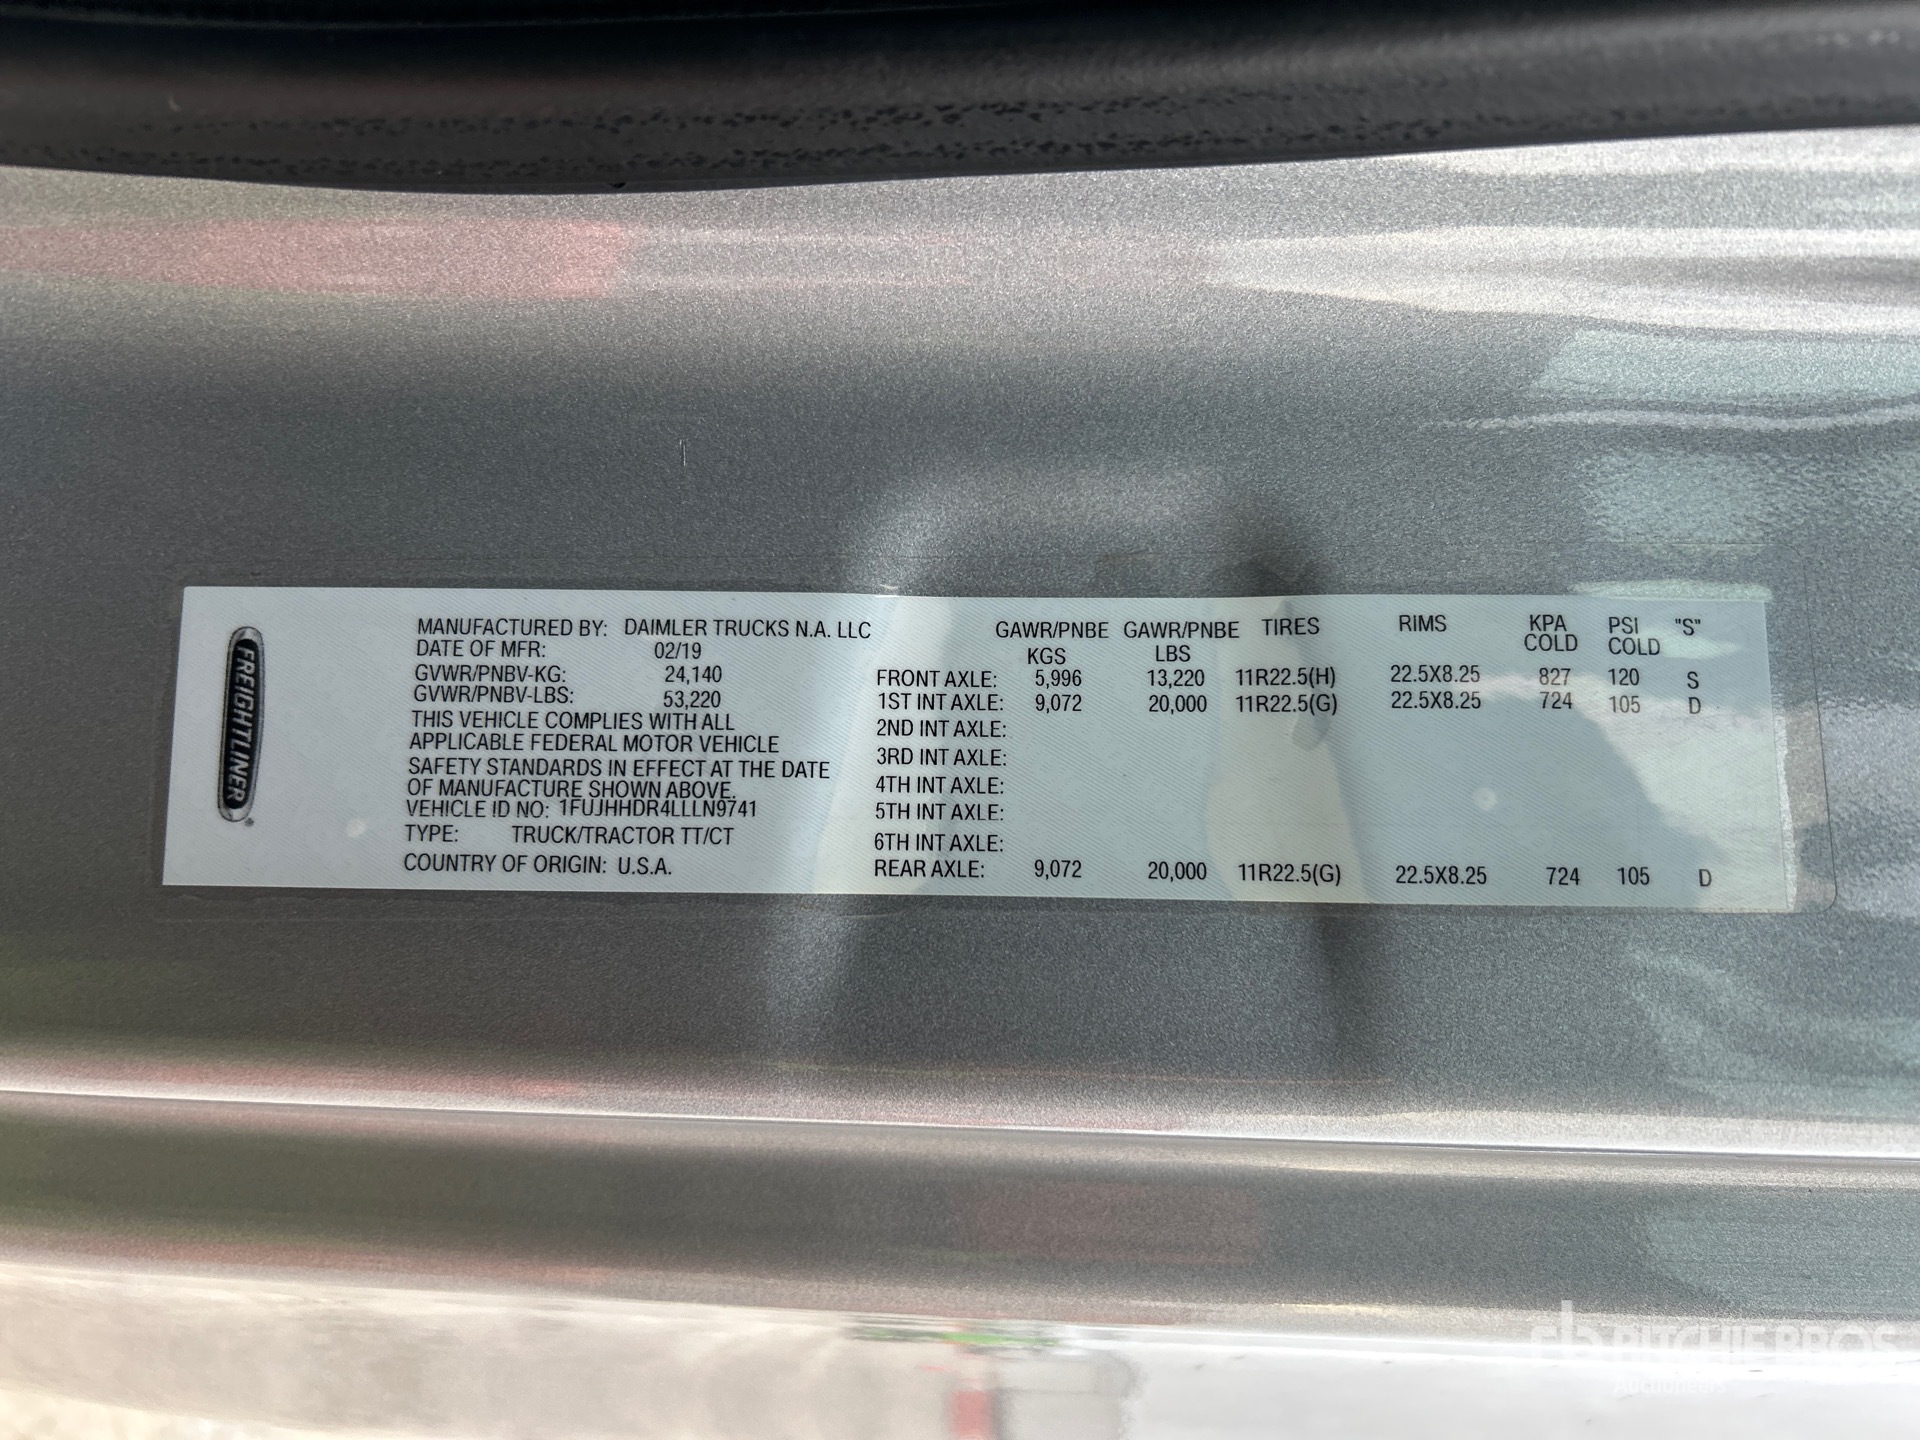 FREIGHTLINER
MANUFACTURED BY: DAIMLER TRUCKS N.A. LLC
DATE OF MFR: 02/19
GVWR/PNBV-KG: 24,140
GVWR/PNBV-LBS: 53,220
THIS VEHICLE COMPLIES WITH ALL
APPLICABLE FEDERAL MOTOR VEHICLE
SAFETY STANDARDS IN EFFECT AT THE DATE
OF MANUFACTURE SHOWN ABOVE.
VEHICLE ID NO: 1FUJHHDR4LLLN9741
TYPE: TRUCK/TRACTOR TT/CT
COUNTRY OF ORIGIN: U.S.A.
GAWR/PNBE GAWR/PNBE TIRES RIMS KPA PSI "S"
KGS LBS COLD COLD
FRONT AXLE: 5,996 13,220 11R22.5(H) 22.5X8.25 827 120 S
1ST INT AXLE: 9,072 20,000 11R22.5(G) 22.5X8.25 724 105 D
2ND INT AXLE:
3RD INT AXLE:
4TH INT AXLE:
5TH INT AXLE:
6TH INT AXLE:
REAR AXLE: 9,072 20,000 11R22.5(G) 22.5X8.25 724 105 D
rb RITCHIE BROS
Auctioneers